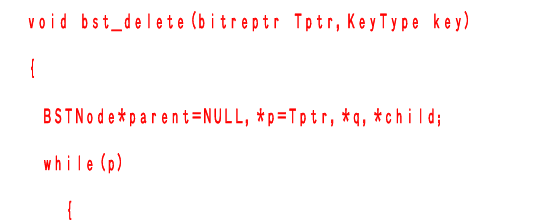 void bst_delete(bitreptr Tptr,KeyType key)
{
BSTNode*parent=NULL,*p=Tptr,*q,*child;
while(p)
{